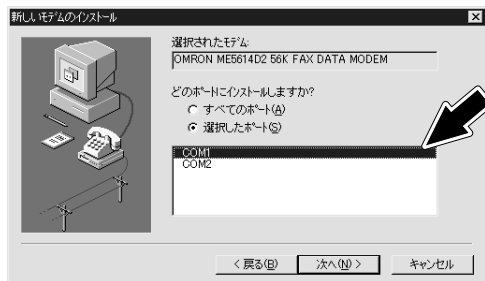 新しいモデムのインストール
選択されたモデム:
OMRON ME5614D2 56K FAX DATA MODEM
どのポートにインストールしますか?
すべてのポート(A)
選択したポート(S)
COM1
COM2
< 戻る(B)
次へ(N) >
キャンセル